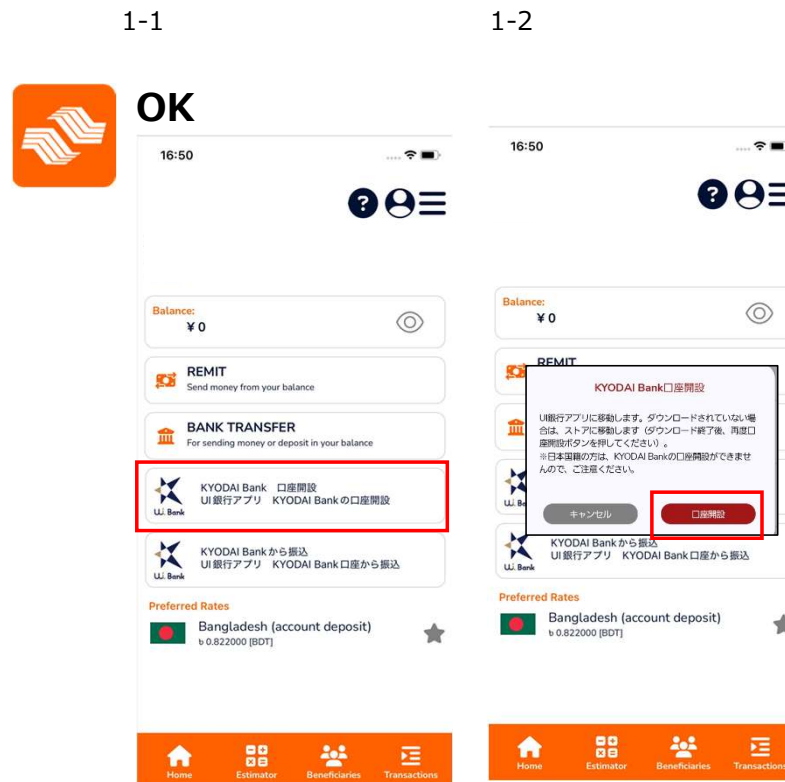 1-1
1-2
OK
16:50
Balance:
¥ 0
REMIT
Send money from your balance
BANK TRANSFER
For sending money or deposit in your balance
KYODAI Bank 口座開設
UI銀行アプリ KYODAI Bankの口座開設
UI Bank
KYODAI Bankから振込
UI銀行アプリ KYODAI Bank口座から振込
UI Bank
Preferred Rates
Bangladesh (account deposit)
৳ 0.822000 [BDT]
Home
Estimator
Beneficiaries
Transactions
16:50
Balance:
¥ 0
REMIT
KYODAI Bank口座開設
UI銀行アプリに移動します。ダウンロードされていない場
合は、ストアに移動します（ダウンロード終了後、再度口
座開設ボタンを押してください）。
※日本国籍の方は、KYODAI Bankの口座開設ができませ
んので、ご注意ください。
キャンセル
口座開設
KYODAI Bankから振込
UI銀行アプリ KYODAI Bank口座から振込
UI Bank
Preferred Rates
Bangladesh (account deposit)
৳ 0.822000 [BDT]
Home
Estimator
Beneficiaries
Transactions